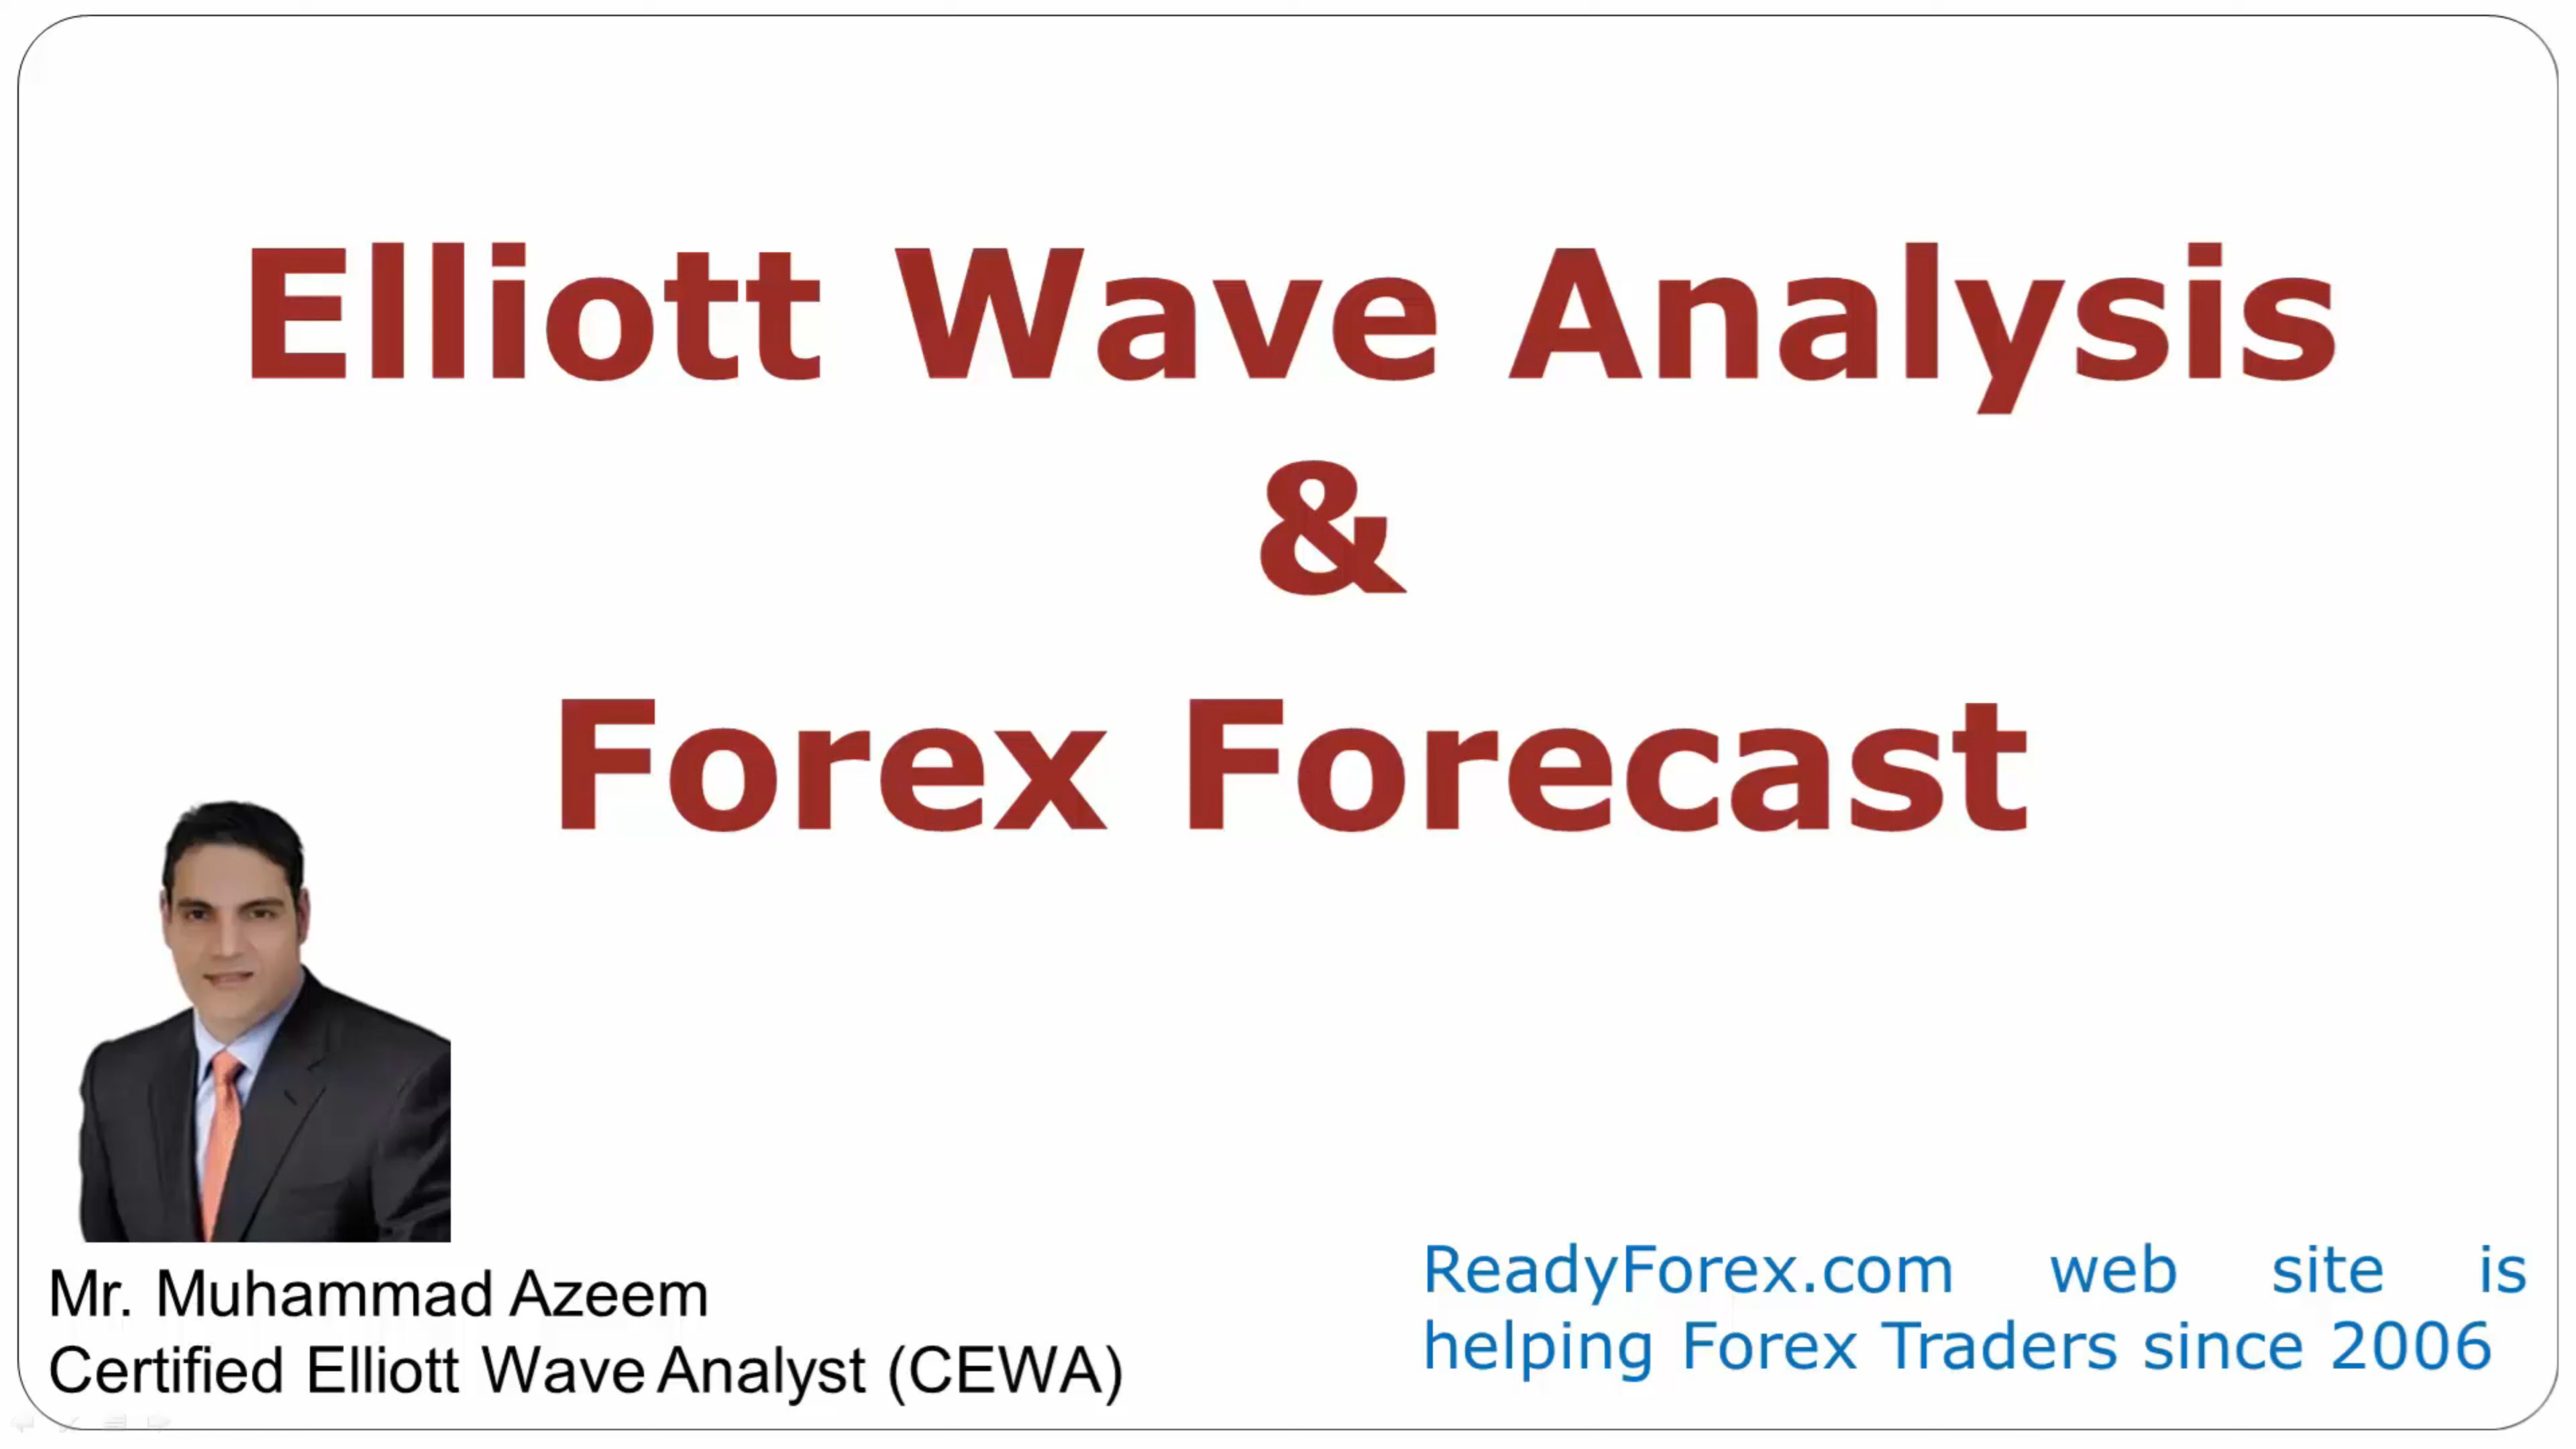 Elliott Wave Analysis
&
Forex Forecast
Mr. Muhammad Azeem
Certified Elliott Wave Analyst (CEWA)
ReadyForex.com web site is
helping Forex Traders since 2006